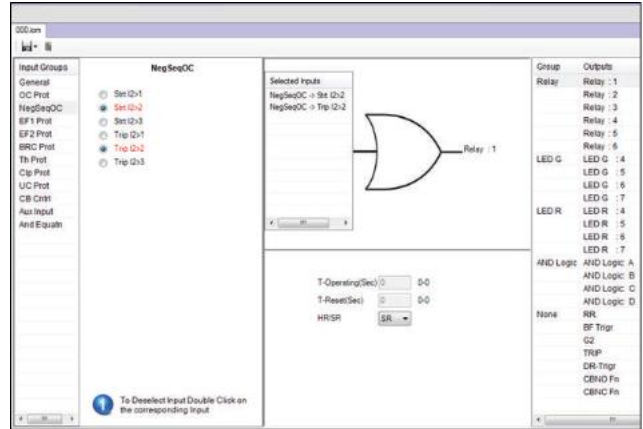 000.iom
Input Groups
General
OC Prot
NegSeqOC
EF1 Prot
EF2 Prot
BRC Prot
Th Prot
Clp Prot
UC Prot
CB Cntrl
Aux Input
And Equatn
NegSeqOC
Strt I2>1
Strt I2>2
Strt I2>3
Trip I2>1
Trip I2>2
Trip I2>3
To Deselect Input Double Click on
the corresponding Input
Selected Inputs
NegSeqOC -> Strt I2>2
NegSeqOC -> Trip I2>2
Relay : 1
T-Operating(Sec) 0 0-0
T-Reset(Sec) 0 0-0
HR/SR SR
Group Outputs
Relay Relay : 1
Relay : 2
Relay : 3
Relay : 4
Relay : 5
Relay : 6
LED G LED G : 4
LED G : 5
LED G : 6
LED G : 7
LED R LED R : 4
LED R : 5
LED R : 6
LED R : 7
AND Logic AND Logic: A
AND Logic: B
AND Logic: C
AND Logic: D
None RR
BF Trigr
G2
TRIP
DR-Trigr
CBNO Fn
CBNC Fn